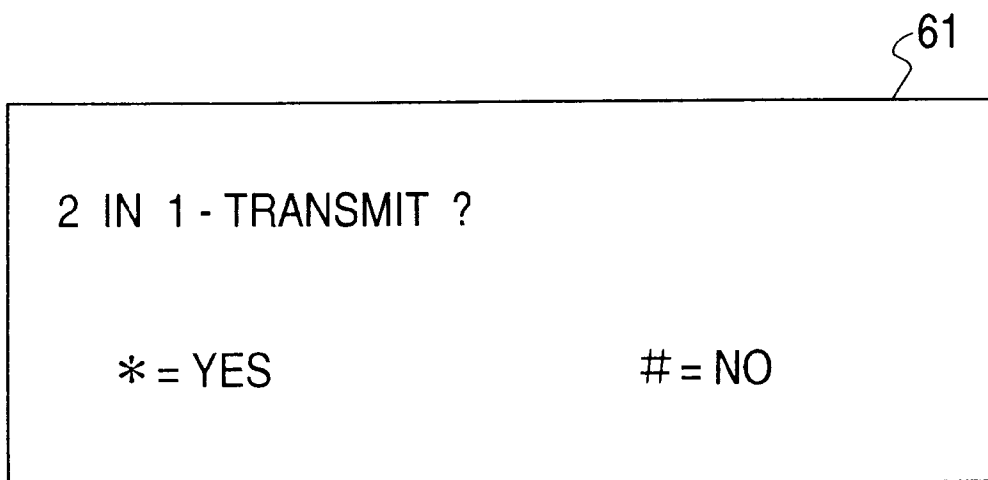 61
2 IN 1 - TRANSMIT ?
* = YES # = NO